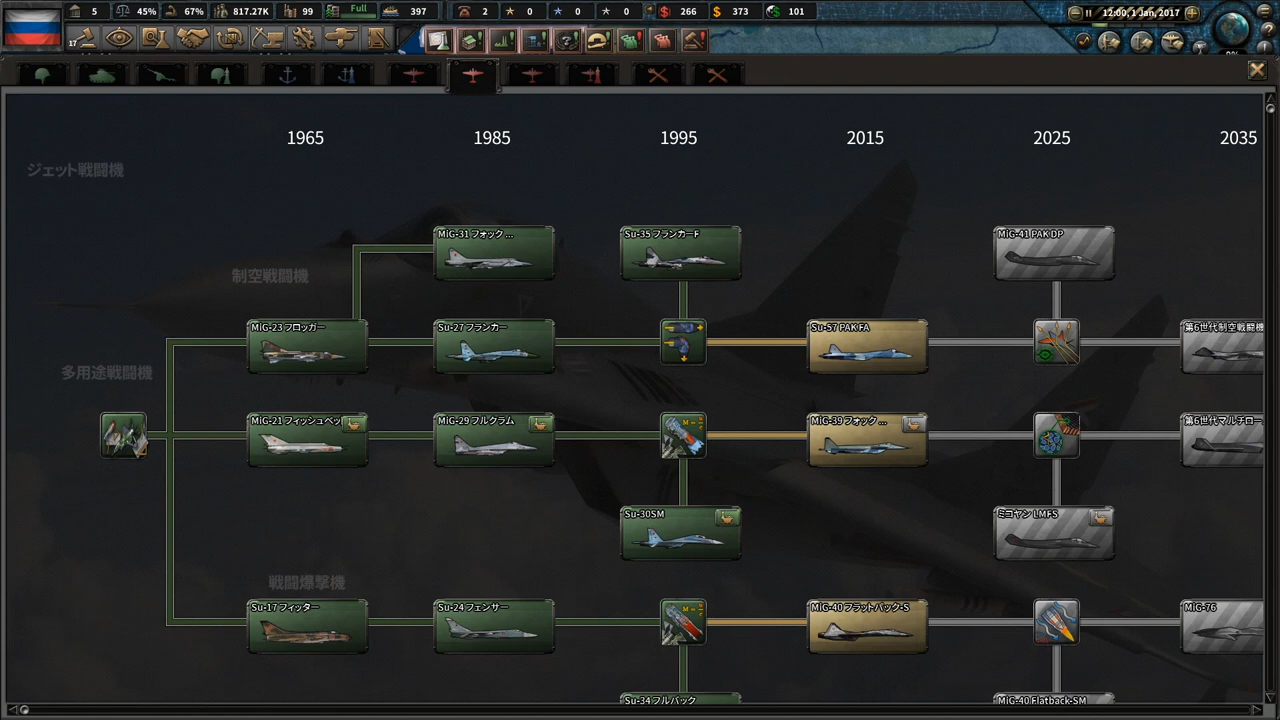 5 45% 67% 817.27K 99 Full 397 2 0 0 0 266 373 101 12:00, 1 Jan, 2017
17
0%
1965 1985 1995 2015 2025 2035
ジェット戦闘機
MiG-31 フォック ... Su-35 フランカーF MiG-41 PAK DP
制空戦闘機
MiG-23 フロッガー Su-27 フランカー Su-57 PAK FA 第6世代制空戦闘機
多用途戦闘機
MiG-21 フィッシュベッ MiG-29 フルクラム MiG-39 フォック ... 第6世代マルチロー
Su-30SM ミコヤン LMFS
戦闘爆撃機
Su-17 フィッター Su-24 フェンサー MiG-40 フラットバック-S MiG-76
Su-34 フルバック MiG-40 Flatback-SM